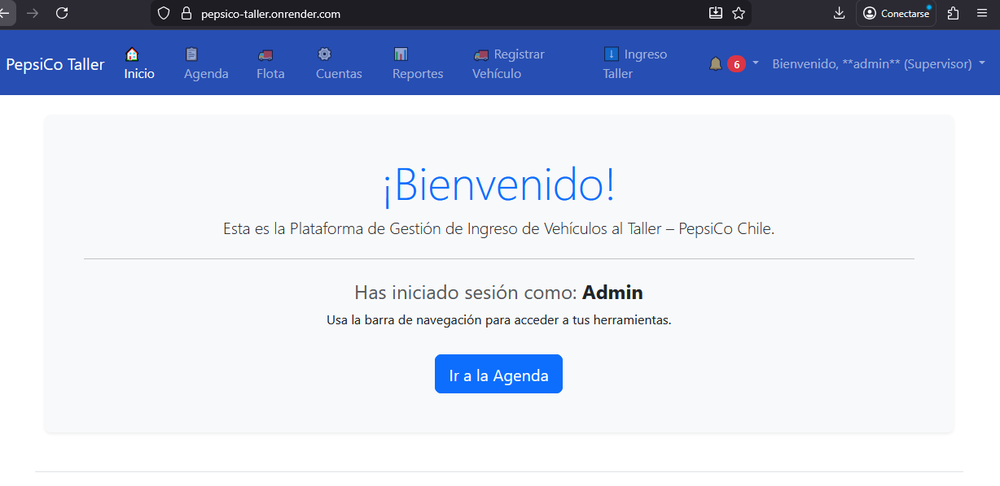 pepsico-taller.onrender.com
Conectarse
PepsiCo Taller
Inicio
Agenda
Flota
Cuentas
Reportes
Registrar
Vehículo
Ingreso
Taller
6
Bienvenido, **admin** (Supervisor)
¡Bienvenido!
Esta es la Plataforma de Gestión de Ingreso de Vehículos al Taller – PepsiCo Chile.
Has iniciado sesión como: Admin
Usa la barra de navegación para acceder a tus herramientas.
Ir a la Agenda